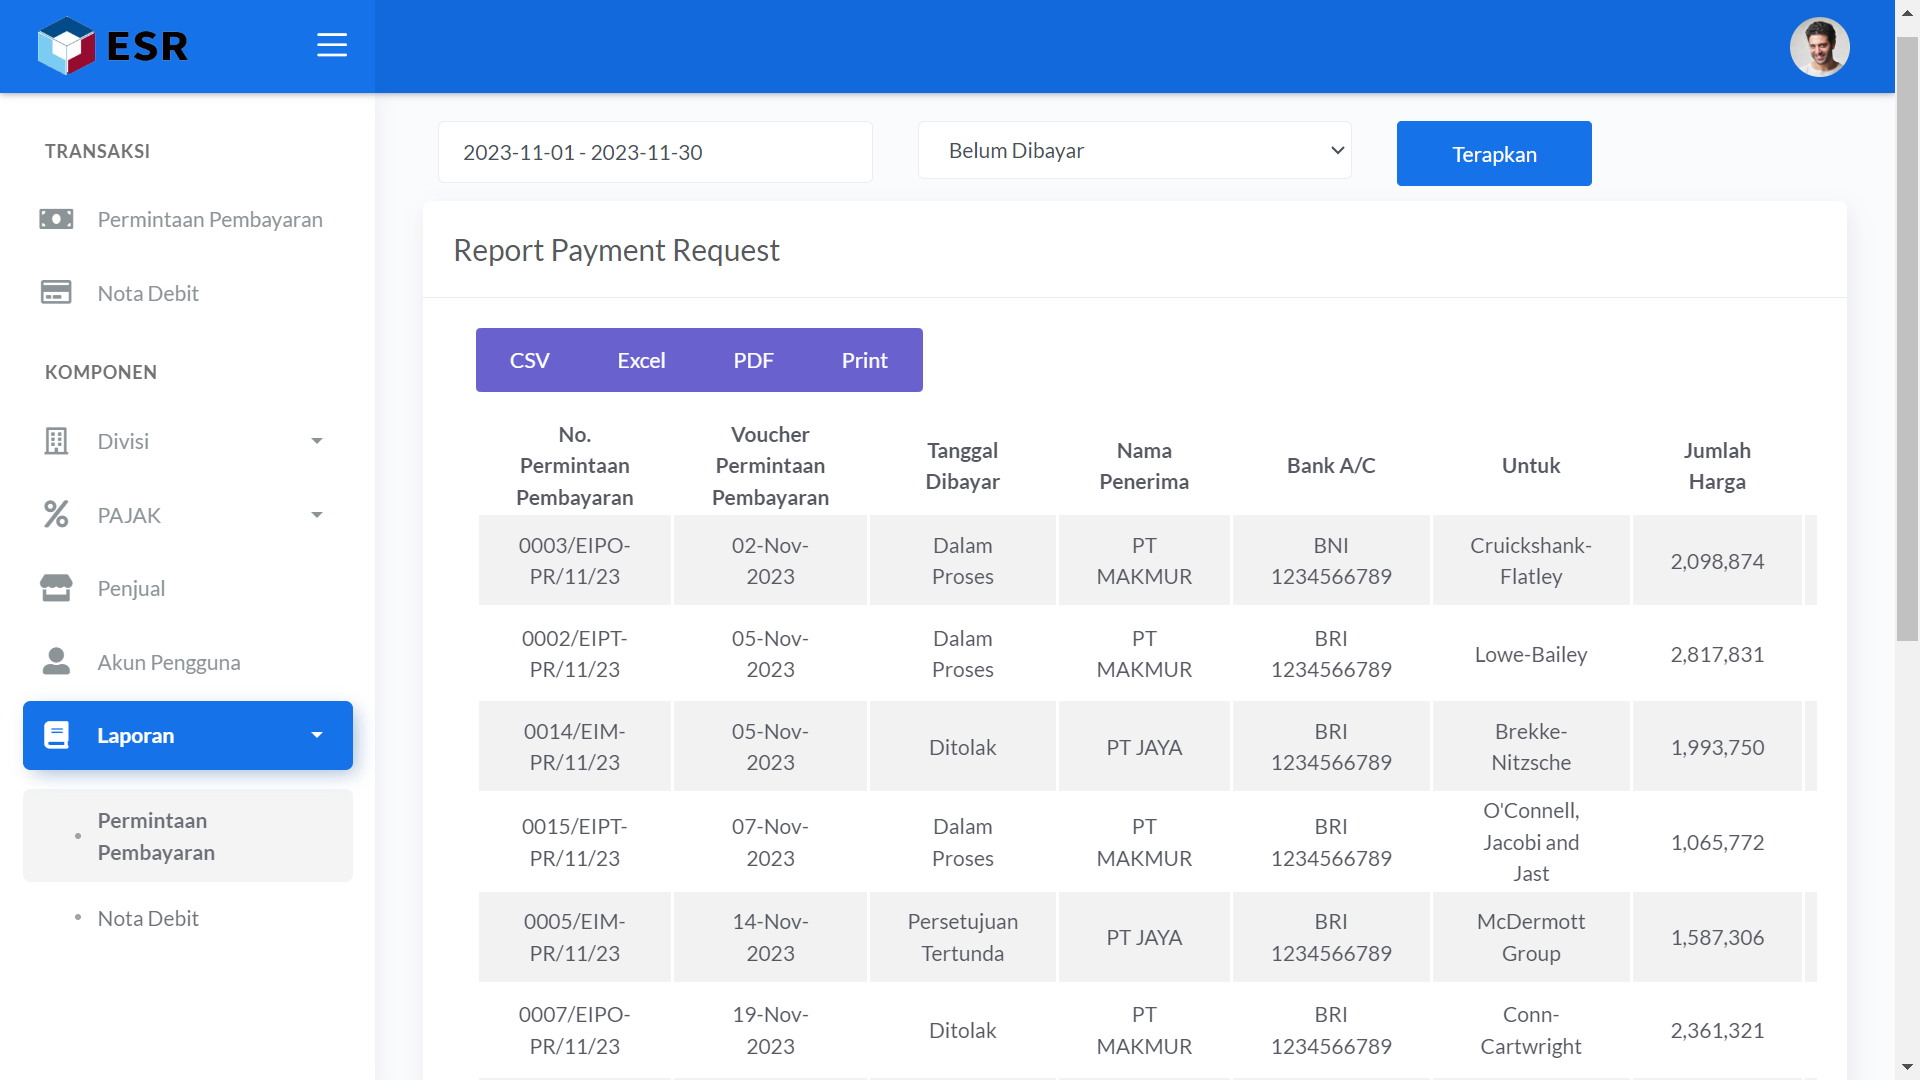 ESR
TRANSAKSI
Permintaan Pembayaran
Nota Debit
KOMPONEN
Divisi
PAJAK
Penjual
Akun Pengguna
Laporan
Permintaan
Pembayaran
Nota Debit
2023-11-01 - 2023-11-30
Belum Dibayar
Terapkan
Report Payment Request
CSV Excel PDF Print
No.
Permintaan
Pembayaran
Voucher
Permintaan
Pembayaran
Tanggal
Dibayar
Nama
Penerima
Bank A/C
Untuk
Jumlah
Harga
0003/EIPO-
PR/11/23
02-Nov-
2023
Dalam
Proses
PT
MAKMUR
BNI
1234566789
Cruickshank-
Flatley
2,098,874
0002/EIPT-
PR/11/23
05-Nov-
2023
Dalam
Proses
PT
MAKMUR
BRI
1234566789
Lowe-Bailey
2,817,831
0014/EIM-
PR/11/23
05-Nov-
2023
Ditolak
PT JAYA
BRI
1234566789
Brekke-
Nitzsche
1,993,750
0015/EIPT-
PR/11/23
07-Nov-
2023
Dalam
Proses
PT
MAKMUR
BRI
1234566789
O'Connell,
Jacobi and
Jast
1,065,772
0005/EIM-
PR/11/23
14-Nov-
2023
Persetujuan
Tertunda
PT JAYA
BRI
1234566789
McDermott
Group
1,587,306
0007/EIPO-
PR/11/23
19-Nov-
2023
Ditolak
PT
MAKMUR
BRI
1234566789
Conn-
Cartwright
2,361,321